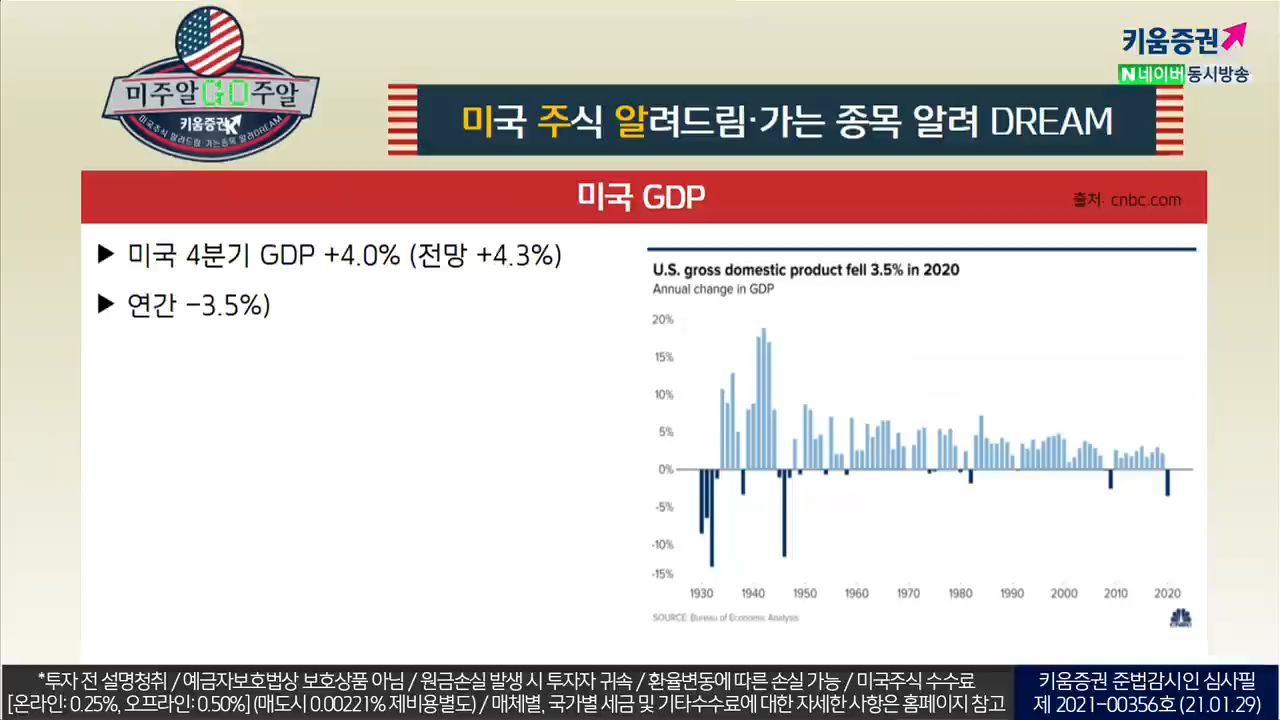 미주알GO주알
키움증권
미국주식 알려드림·가는종목 알려DREAM
키움증권
N 네이버 동시방송
미국 주식 알려드림·가는 종목 알려 DREAM
미국 GDP
출처: cnbc.com
▶ 미국 4분기 GDP +4.0% (전망 +4.3%)
▶ 연간 -3.5%)
U.S. gross domestic product fell 3.5% in 2020
Annual change in GDP
20%
15%
10%
5%
0%
-5%
-10%
-15%
1930 1940 1950 1960 1970 1980 1990 2000 2010 2020
SOURCE: Bureau of Economic Analysis
CNBC
*투자 전 설명청취 / 예금자보호법상 보호상품 아님 / 원금손실 발생 시 투자자 귀속 / 환율변동에 따른 손실 가능 / 미국주식 수수료
[온라인: 0.25%, 오프라인: 0.50%] (매도시 0.00221% 제비용별도) / 매체별, 국가별 세금 및 기타수수료에 대한 자세한 사항은 홈페이지 참고
키움증권 준법감시인 심사필
제 2021-00356호 (21.01.29)